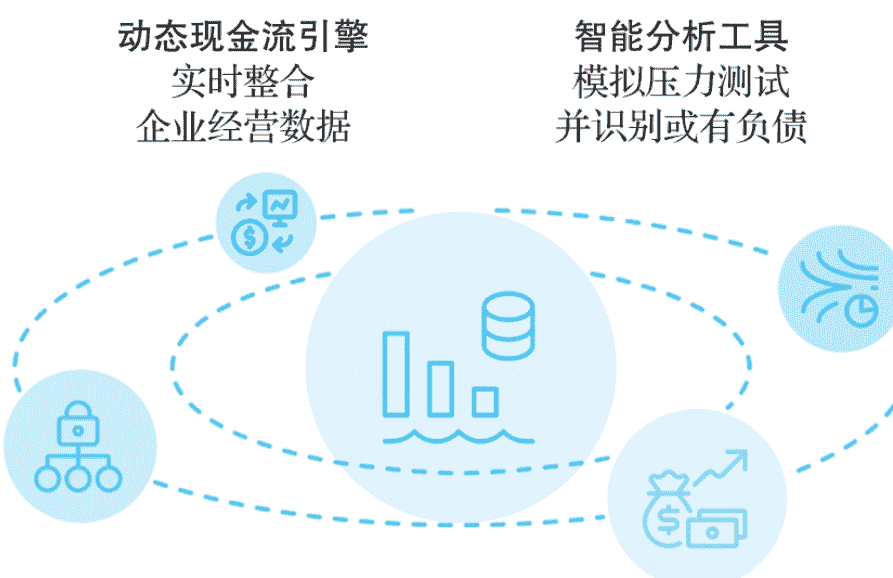 动态现金流引擎
实时整合
企业经营数据
智能分析工具
模拟压力测试
并识别或有负债